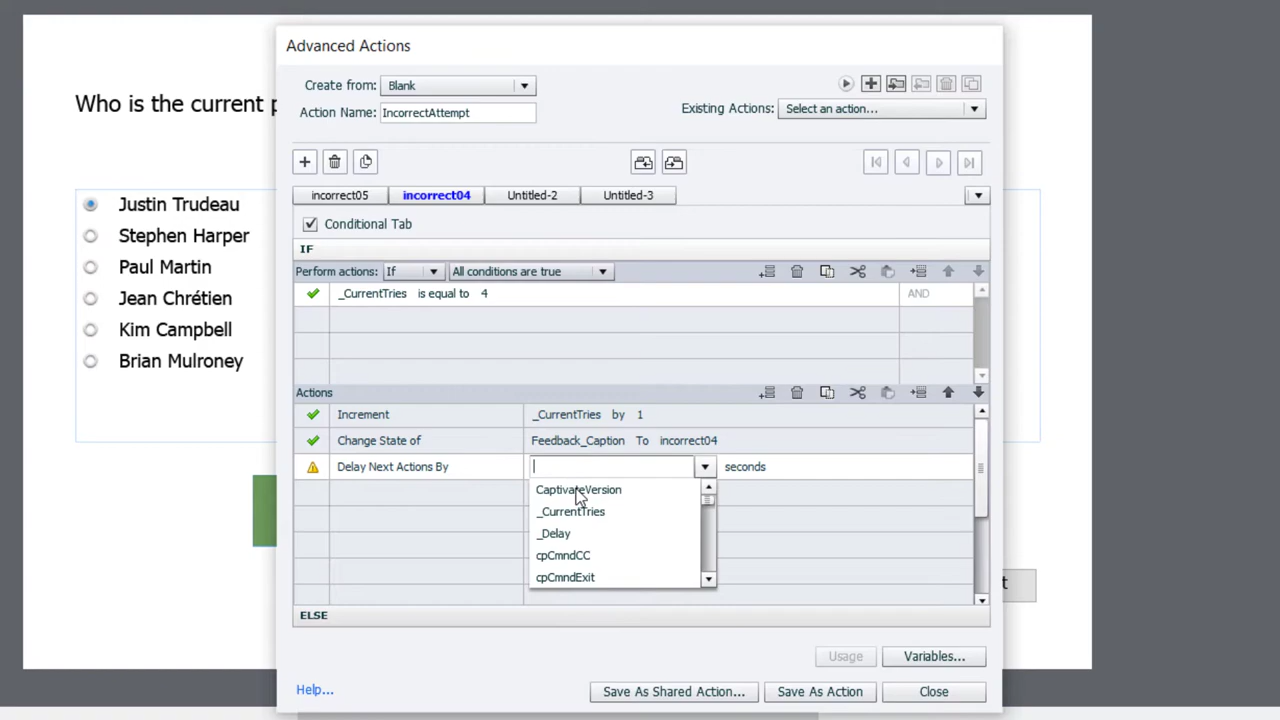 Advanced Actions
Create from: Blank
Action Name: IncorrectAttempt
Existing Actions: Select an action...
incorrect05 incorrect04 Untitled-2 Untitled-3
Conditional Tab
IF
Perform actions: If All conditions are true
_CurrentTries is equal to 4 AND
Actions
Increment _CurrentTries by 1
Change State of Feedback_Caption To incorrect04
Delay Next Actions By seconds
CaptivateVersion
_CurrentTries
_Delay
cpCmndCC
cpCmndExit
ELSE
Usage Variables...
Help... Save As Shared Action... Save As Action Close
Who is the current p
Justin Trudeau
Stephen Harper
Paul Martin
Jean Chrétien
Kim Campbell
Brian Mulroney
t